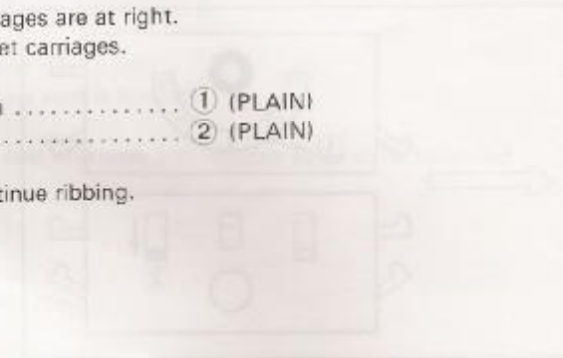 ages are at right.
et carriages.
.............. ① (PLAIN)
................ ② (PLAIN)
tinue ribbing.